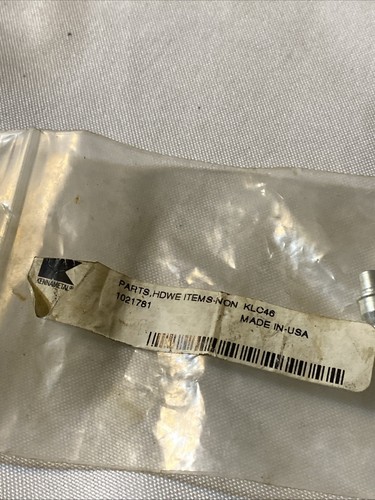 KENNAMETAL
PARTS,HDWE ITEMS-NON KLC46
1021781
MADE IN-USA